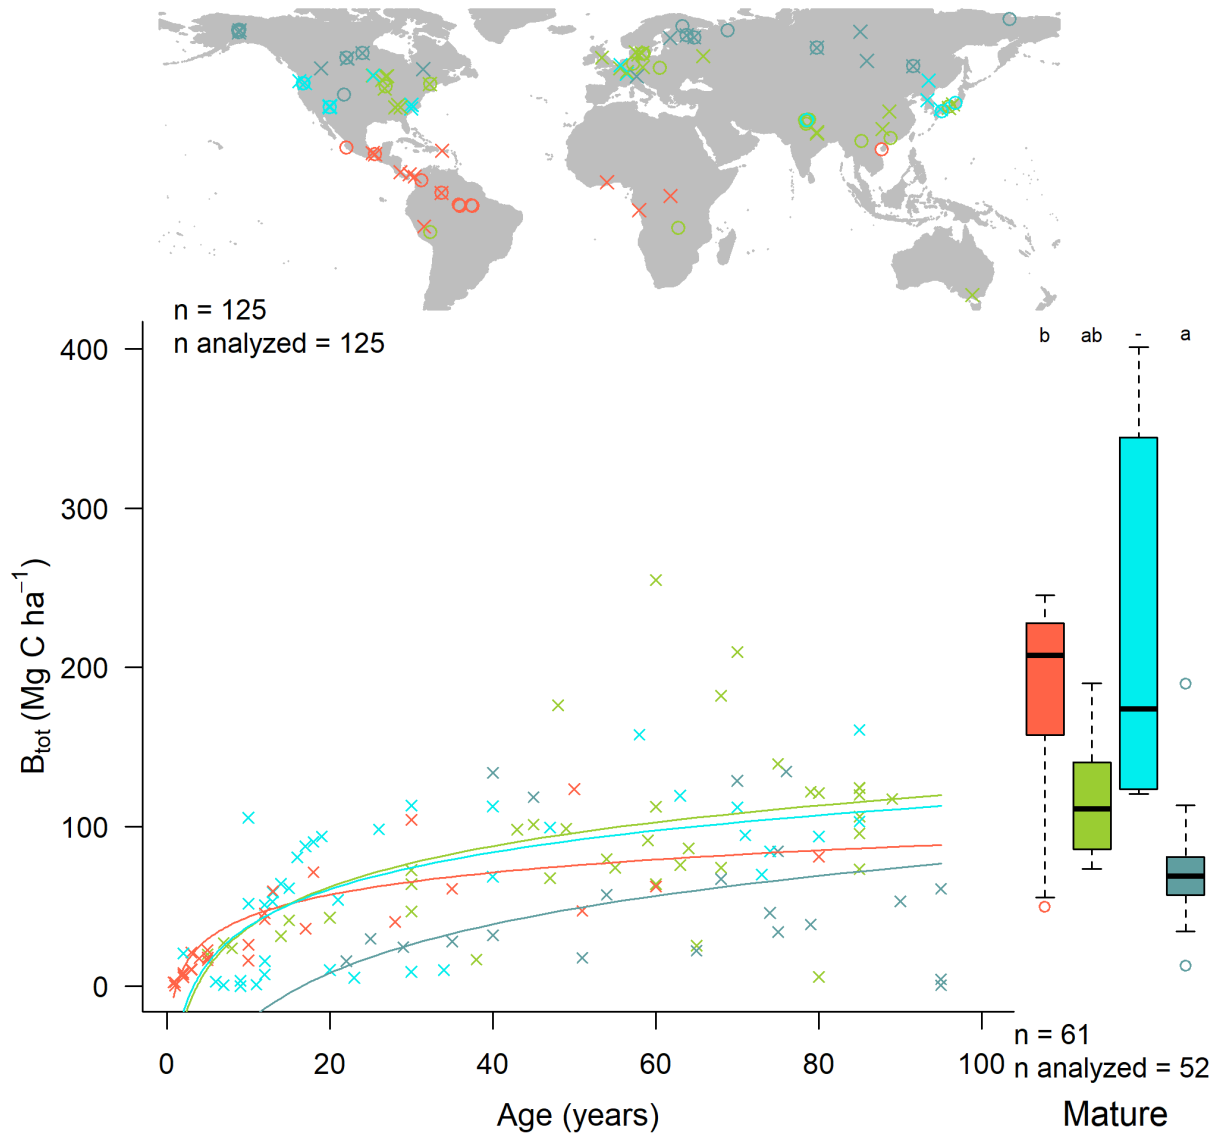 n = 125
n analyzed = 125
b ab - a
400
300
200
100
0
B_tot (Mg C ha⁻¹)
0 20 40 60 80 100
Age (years)
n = 61
n analyzed = 52
Mature